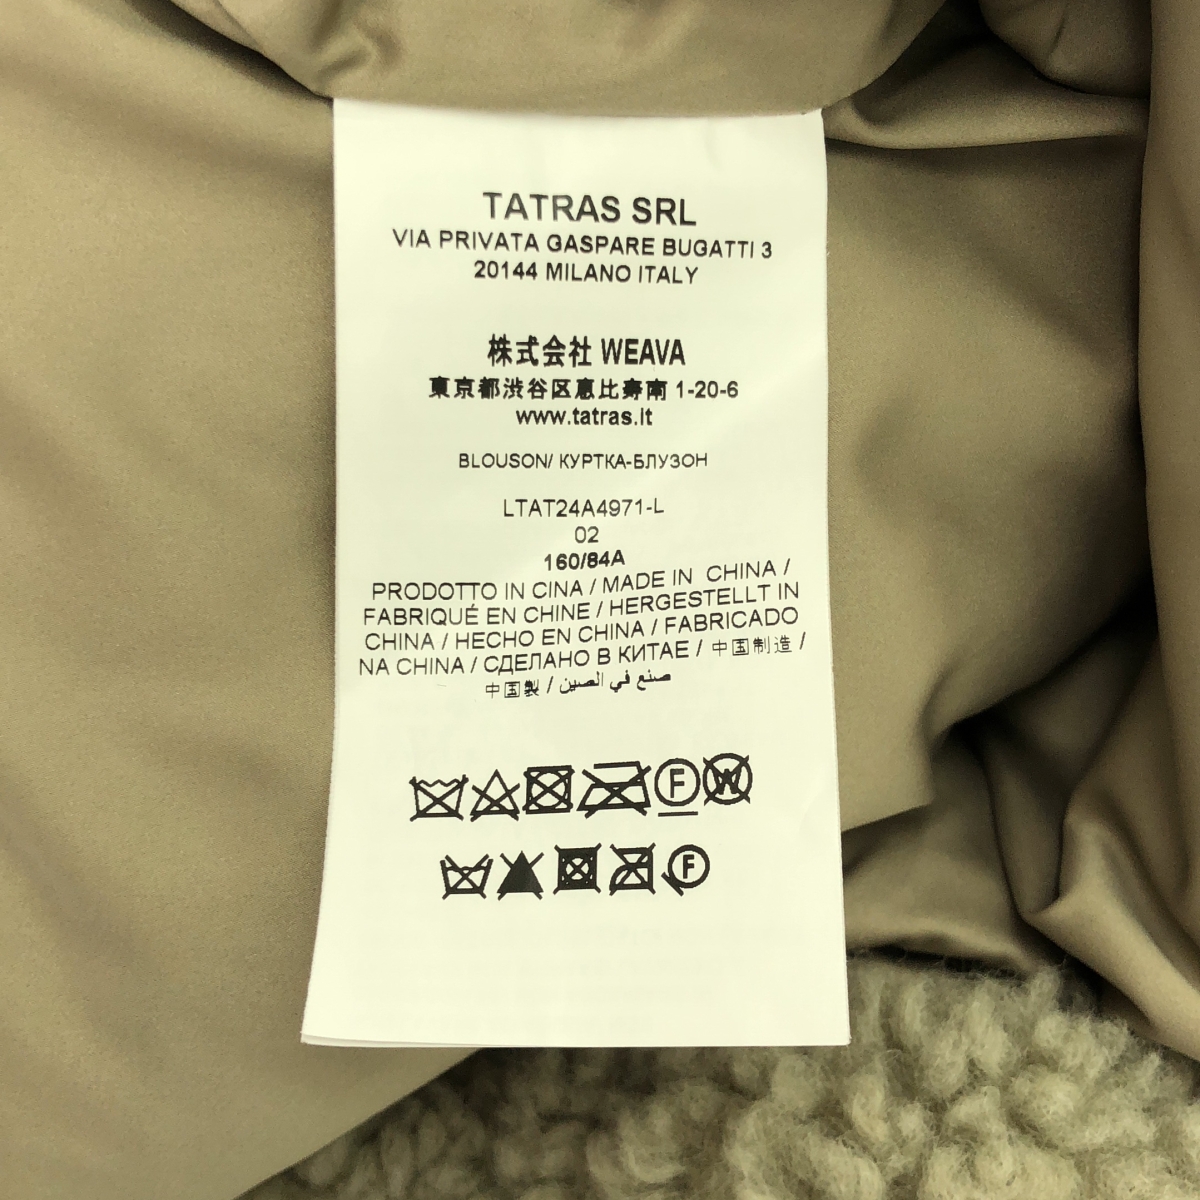 TATRAS SRL
VIA PRIVATA GASPARE BUGATTI 3
20144 MILANO ITALY
株式会社 WEAVA
東京都渋谷区恵比寿南 1-20-6
www.tatras.it
BLOUSON/ КУРТКА-БЛУЗОН
LTAT24A4971-L
02
160/84A
PRODOTTO IN CINA / MADE IN CHINA /
FABRIQUÉ EN CHINE / HERGESTELLT IN
CHINA / HECHO EN CHINA / FABRICADO
NA CHINA / СДЕЛАНО В КИТАЕ / 中国制造 /
中国製 / صنع في الصين
F W
F